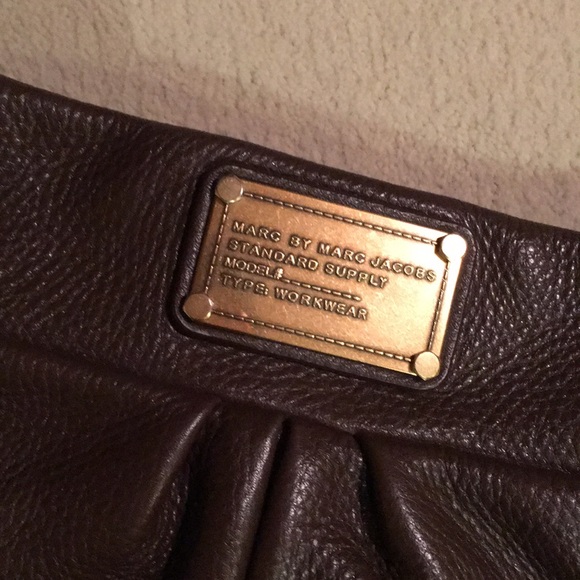 MARC BY MARC JACOBS
STANDARD SUPPLY
MODEL#------------
TYPE: WORKWEAR